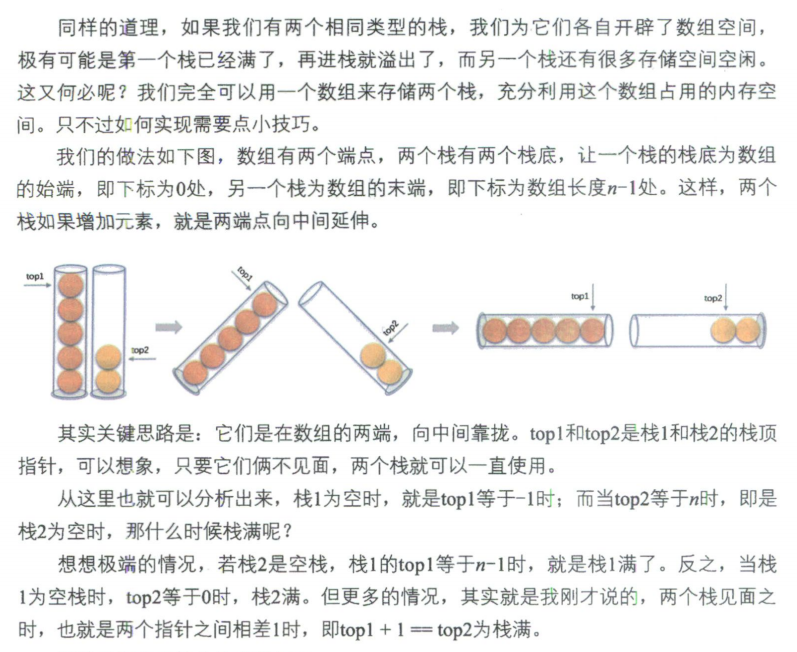 同样的道理，如果我们有两个相同类型的栈，我们为它们各自开辟了数组空间，
极有可能是第一个栈已经满了，再进栈就溢出了，而另一个栈还有很多存储空间空闲。
这又何必呢？我们完全可以用一个数组来存储两个栈，充分利用这个数组占用的内存空
间。只不过如何实现需要点小技巧。
我们的做法如下图，数组有两个端点，两个栈有两个栈底，让一个栈的栈底为数组
的始端，即下标为0处，另一个栈为数组的末端，即下标为数组长度n-1处。这样，两个
栈如果增加元素，就是两端点向中间延伸。
top1
top2
top1
top2
top1
top2
其实关键思路是：它们是在数组的两端，向中间靠拢。top1和top2是栈1和栈2的栈顶
指针，可以想象，只要它们俩不见面，两个栈就可以一直使用。
从这里也就可以分析出来，栈1为空时，就是top1等于-1时；而当top2等于n时，即是
栈2为空时，那什么时候栈满呢？
想想极端的情况，若栈2是空栈，栈1的top1等于n-1时，就是栈1满了。反之，当栈
1为空栈时，top2等于0时，栈2满。但更多的情况，其实就是我刚才说的，两个栈见面之
时，也就是两个指针之间相差1时，即top1 + 1 == top2为栈满。